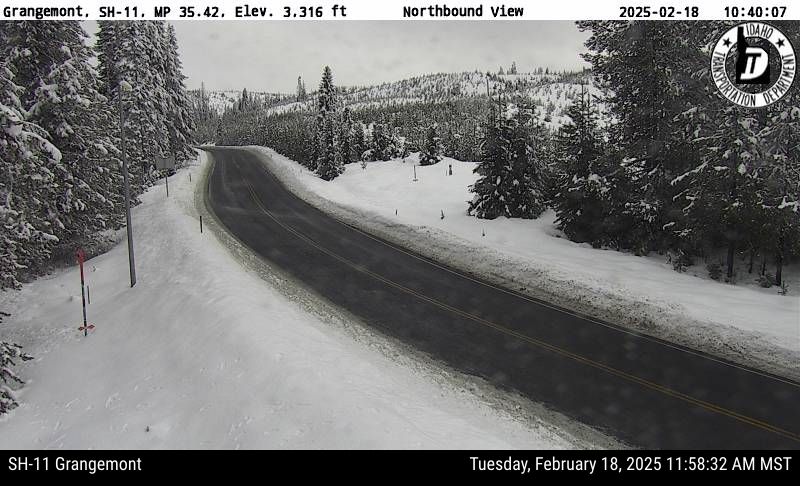 Grangemont, SH-11, MP 35.42, Elev. 3,316 ft Northbound View 2025-02-18 10:40:07
IDAHO
TRANSPORTATION DEPARTMENT
SH-11 Grangemont Tuesday, February 18, 2025 11:58:32 AM MST